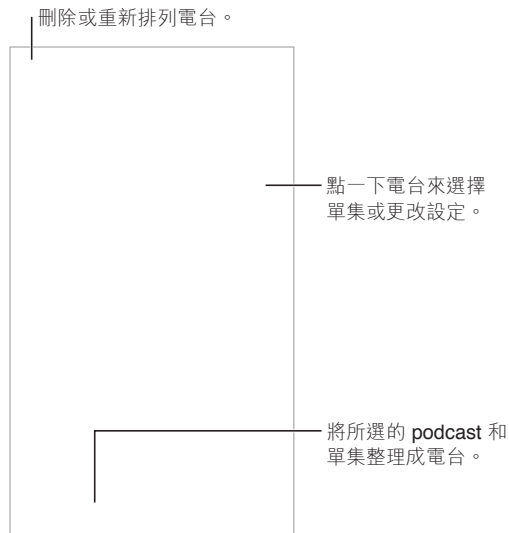 刪除或重新排列電台。
點一下電台來選擇
單集或更改設定。
將所選的 podcast 和
單集整理成電台。